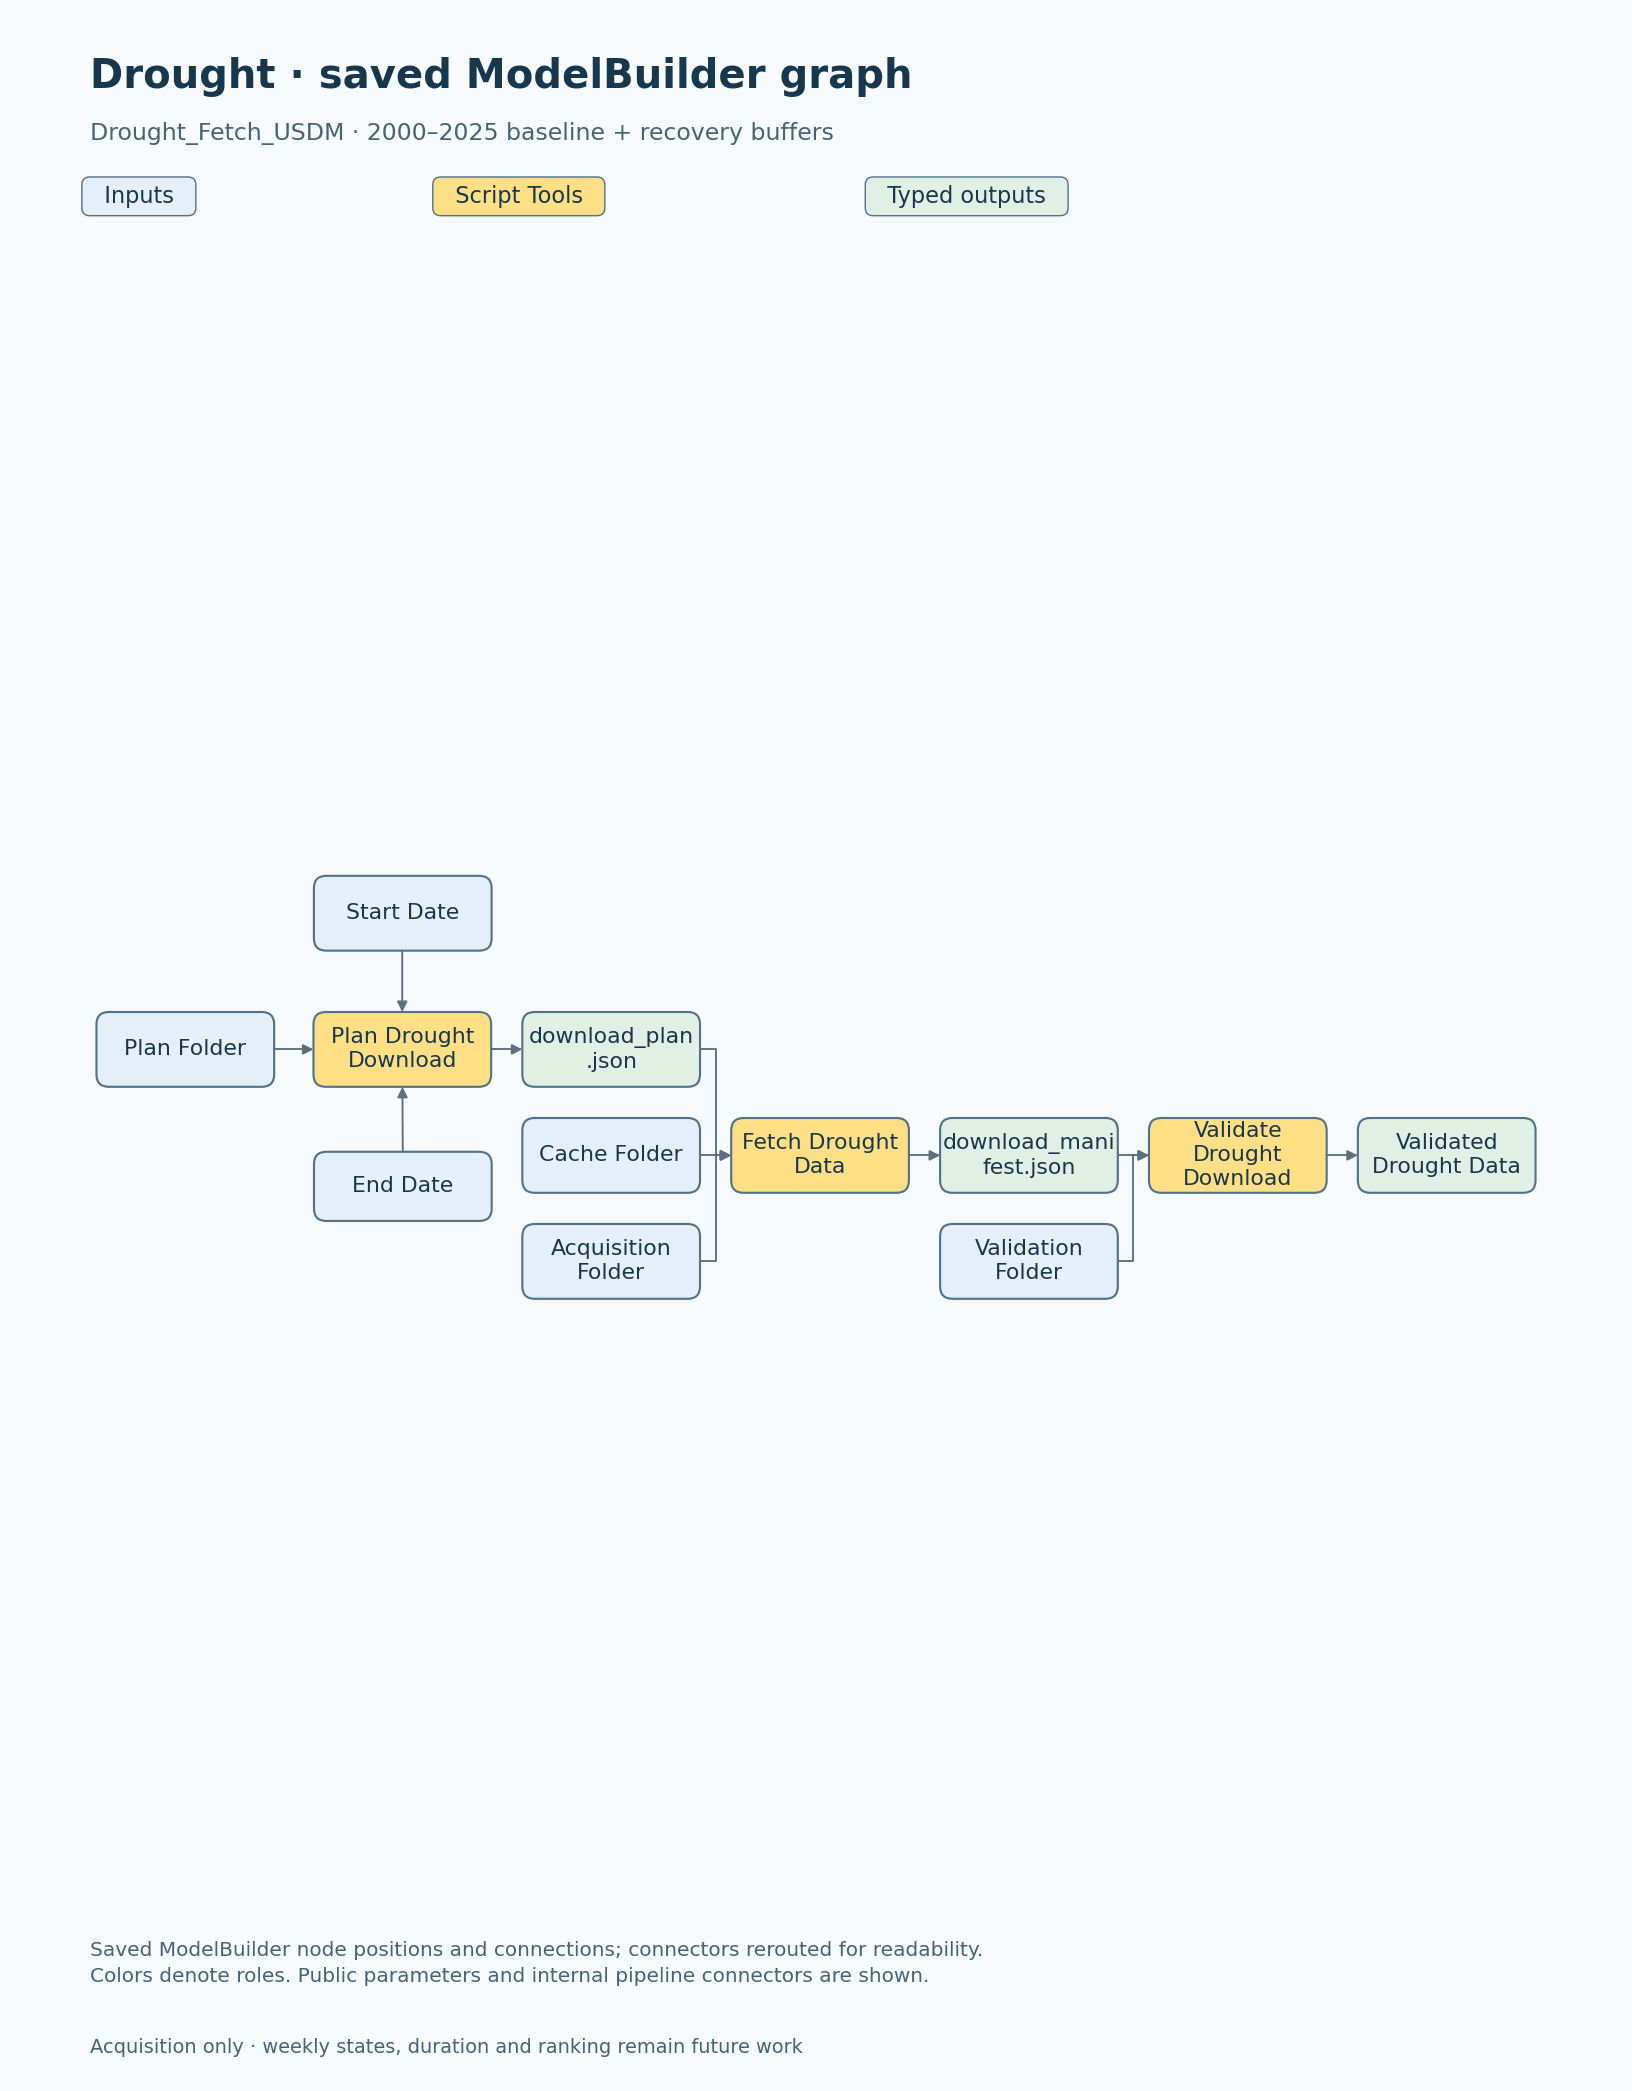 Drought · saved ModelBuilder graph
Drought_Fetch_USDM · 2000–2025 baseline + recovery buffers
Inputs
Script Tools
Typed outputs
Start Date
Plan Folder
Plan Drought
Download
download_plan
.json
End Date
Cache Folder
Acquisition
Folder
Fetch Drought
Data
download_mani
fest.json
Validation
Folder
Validate
Drought
Download
Validated
Drought Data
Saved ModelBuilder node positions and connections; connectors rerouted for readability.
Colors denote roles. Public parameters and internal pipeline connectors are shown.
Acquisition only · weekly states, duration and ranking remain future work